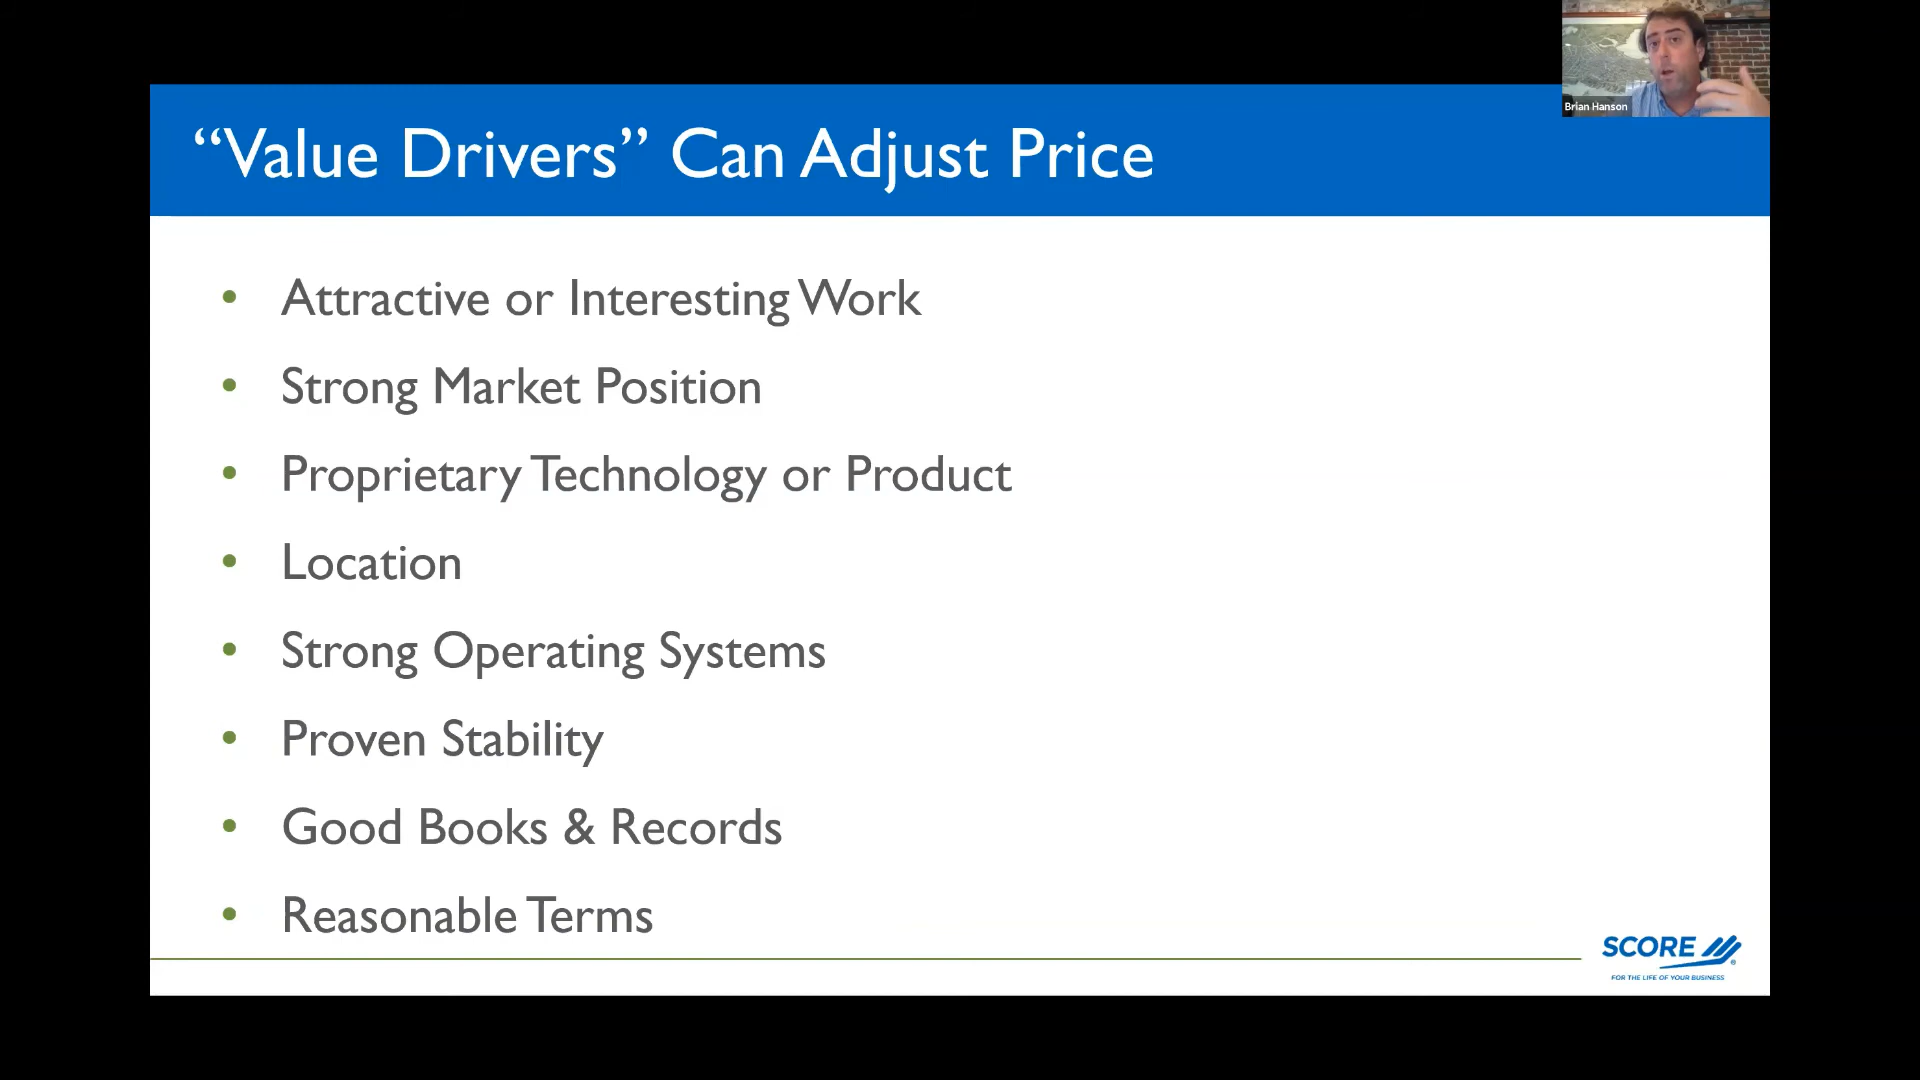 Brian Hanson
“Value Drivers” Can Adjust Price
• Attractive or Interesting Work
• Strong Market Position
• Proprietary Technology or Product
• Location
• Strong Operating Systems
• Proven Stability
• Good Books & Records
• Reasonable Terms
SCORE
FOR THE LIFE OF YOUR BUSINESS